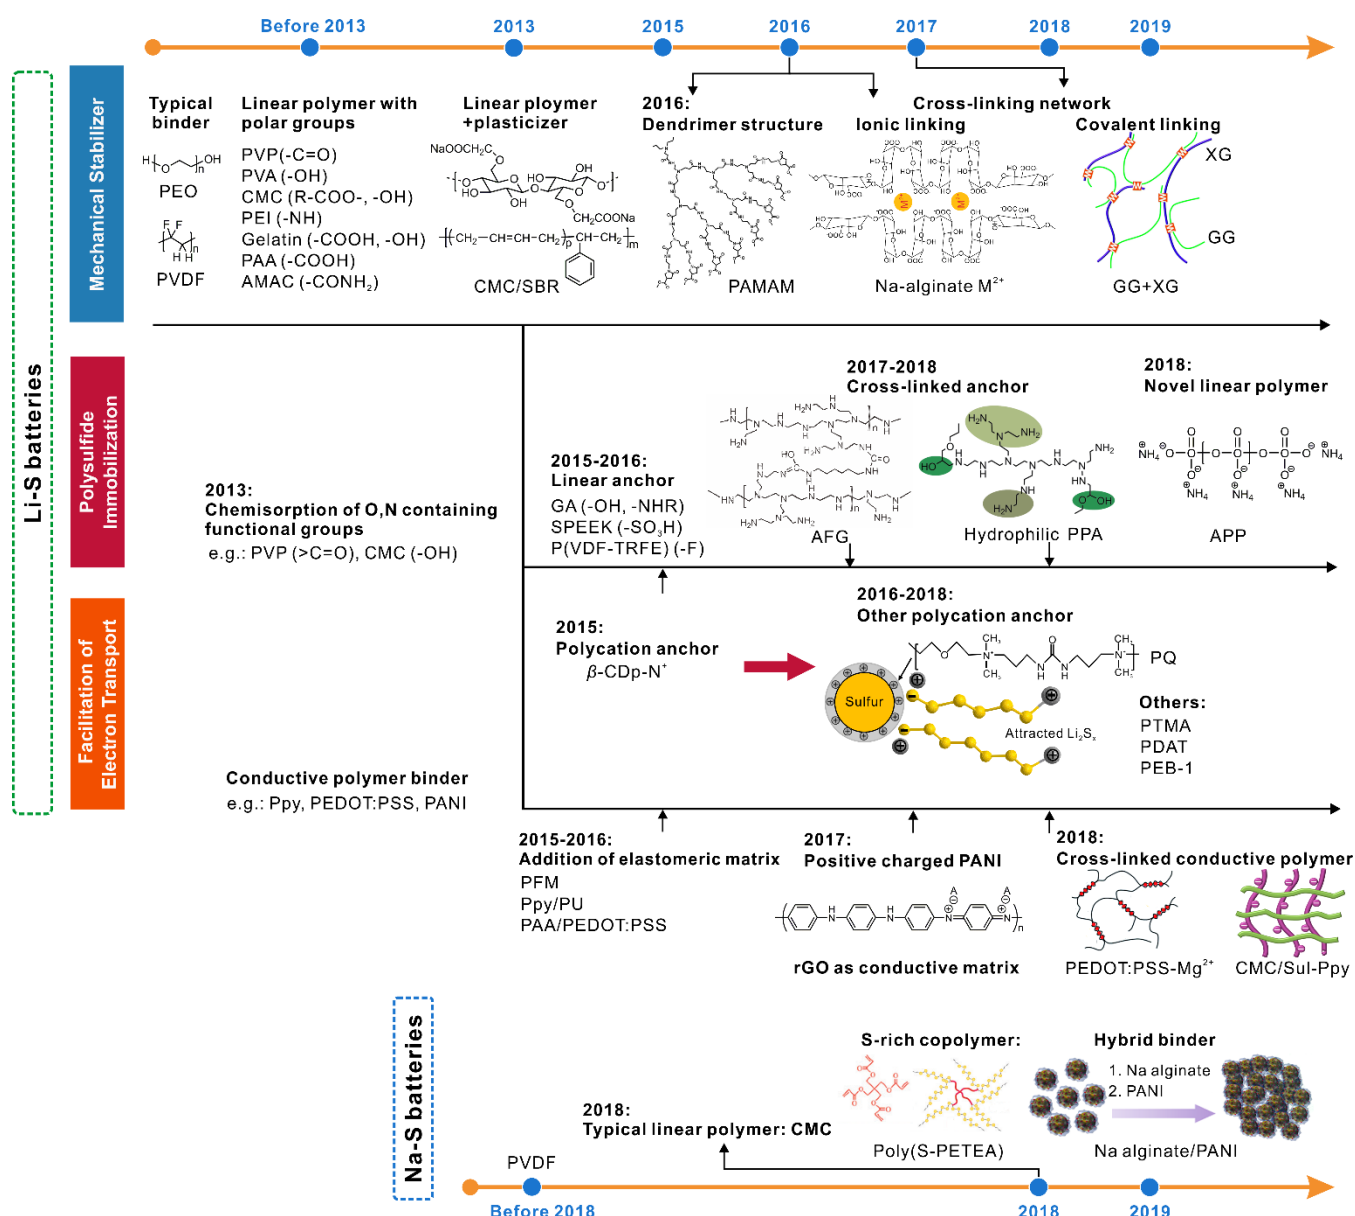 Before 2013
2013
2015
2016
2017
2018
2019
Li-S batteries
Mechanical Stabilizer
Typical
binder
PEO
PVDF
Linear polymer with
polar groups
PVP(-C=O)
PVA(-OH)
CMC (R-COO-, -OH)
PEI (-NH)
Gelatin (-COOH, -OH)
PAA (-COOH)
AMAC (-CONH₂)
Linear ploymer
+plasticizer
CMC/SBR
2016:
Dendrimer structure
PAMAM
Cross-linking network
Ionic linking
Na-alginate M²⁺
Covalent linking
XG
GG
GG+XG
Polysulfide
Immobilization
2013:
Chemisorption of O,N containing
functional groups
e.g.: PVP (>C=O), CMC (-OH)
2015-2016:
Linear anchor
GA (-OH, -NHR)
SPEEK (-SO₃H)
P(VDF-TRFE) (-F)
2017-2018
Cross-linked anchor
AFG
Hydrophilic PPA
2018:
Novel linear polymer
APP
Facilitation of
Electron Transport
2015:
Polycation anchor
β-CDp-N⁺
2016-2018:
Other polycation anchor
PQ
Sulfur
Attracted Li₂Sₓ
Others:
PTMA
PDAT
PEB-1
Conductive polymer binder
e.g.: Ppy, PEDOT:PSS, PANI
2015-2016:
Addition of elastomeric matrix
PFM
Ppy/PU
PAA/PEDOT:PSS
2017:
Positive charged PANI
rGO as conductive matrix
2018:
Cross-linked conductive polymer
PEDOT:PSS-Mg²⁺
CMC/Sul-Ppy
Na-S batteries
PVDF
2018:
Typical linear polymer: CMC
S-rich copolymer:
Poly(S-PETEA)
Hybrid binder
1. Na alginate
2. PANI
Na alginate/PANI
Before 2018
2018
2019